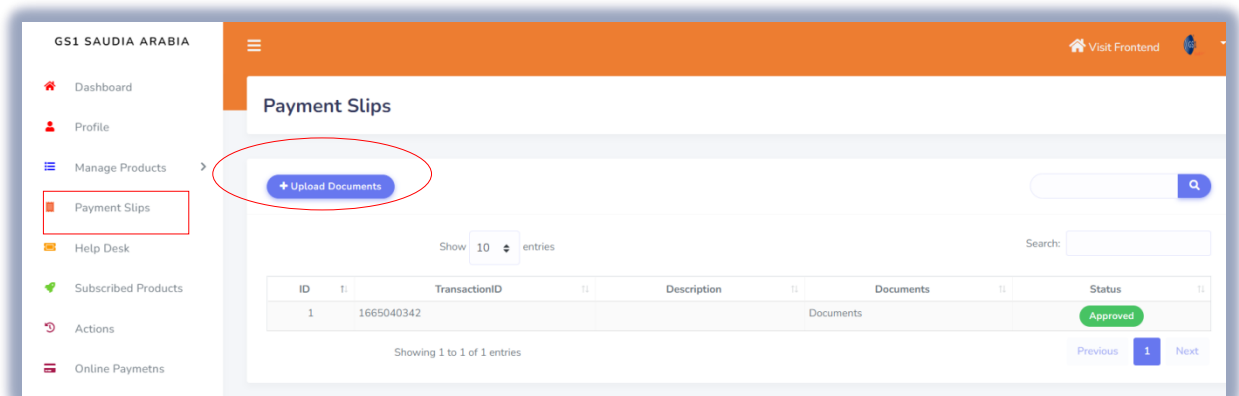 GS1 SAUDIA ARABIA
Visit Frontend
Dashboard
Profile
Manage Products
Payment Slips
Help Desk
Subscribed Products
Actions
Online Paymetns
Payment Slips
+ Upload Documents
Show 10 entries
Search:
ID TransactionID Description Documents Status
1 1665040342 Documents Approved
Showing 1 to 1 of 1 entries
Previous 1 Next